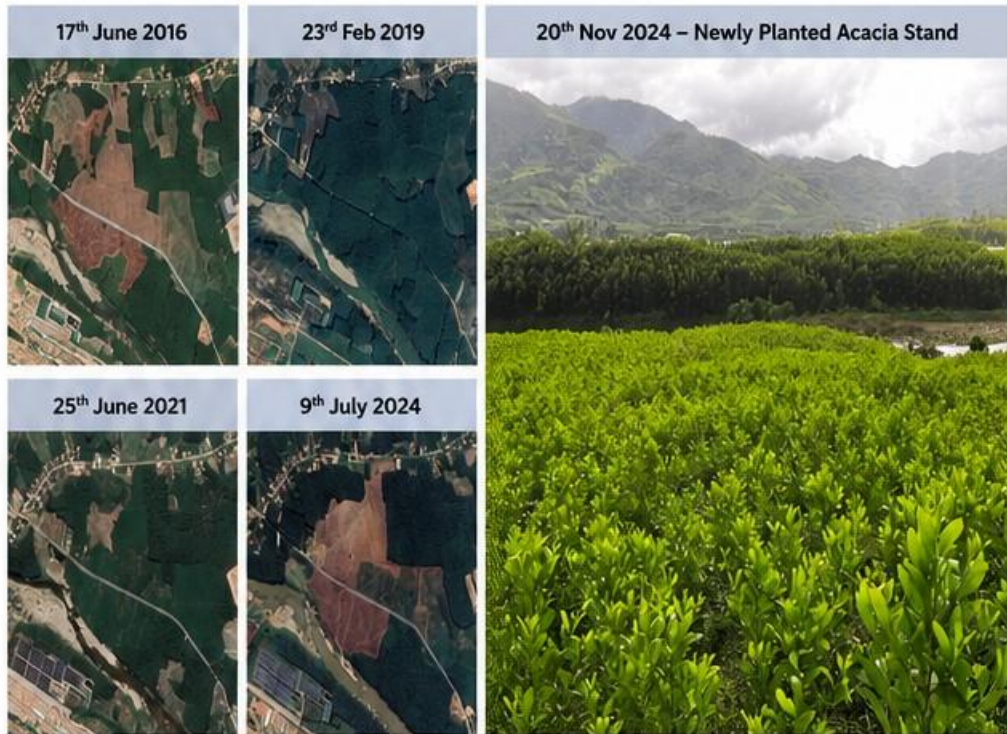 17th June 2016
23rd Feb 2019
20th Nov 2024 – Newly Planted Acacia Stand
25th June 2021
9th July 2024